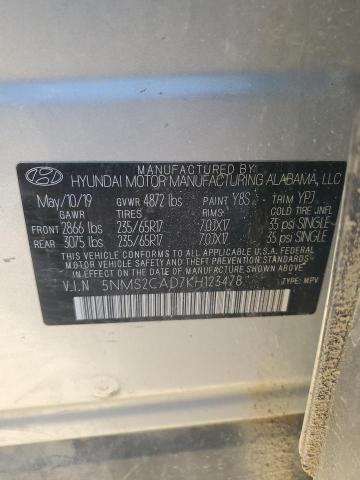 MANUFACTURED BY
HYUNDAI MOTOR MANUFACTURING ALABAMA, LLC
May/10/19 GVWR 4872 lbs PAINT Y8S TRIM YPJ
GAWR TIRES RIMS COLD TIRE INFL
FRONT 2866 lbs 235/65R17 7.0JX17 35 psi SINGLE
REAR 3075 lbs 235/65R17 7.0JX17 35 psi SINGLE
THIS VEHICLE CONFORMS TO ALL APPLICABLE U.S.A. FEDERAL
MOTOR VEHICLE SAFETY, BUMPER, AND THEFT
PREVENTION STANDARDS IN EFFECT ON THE DATE OF
MANUFACTURE SHOWN ABOVE.
V.I.N 5NMS2CAD7KH123478 TYPE: MPV